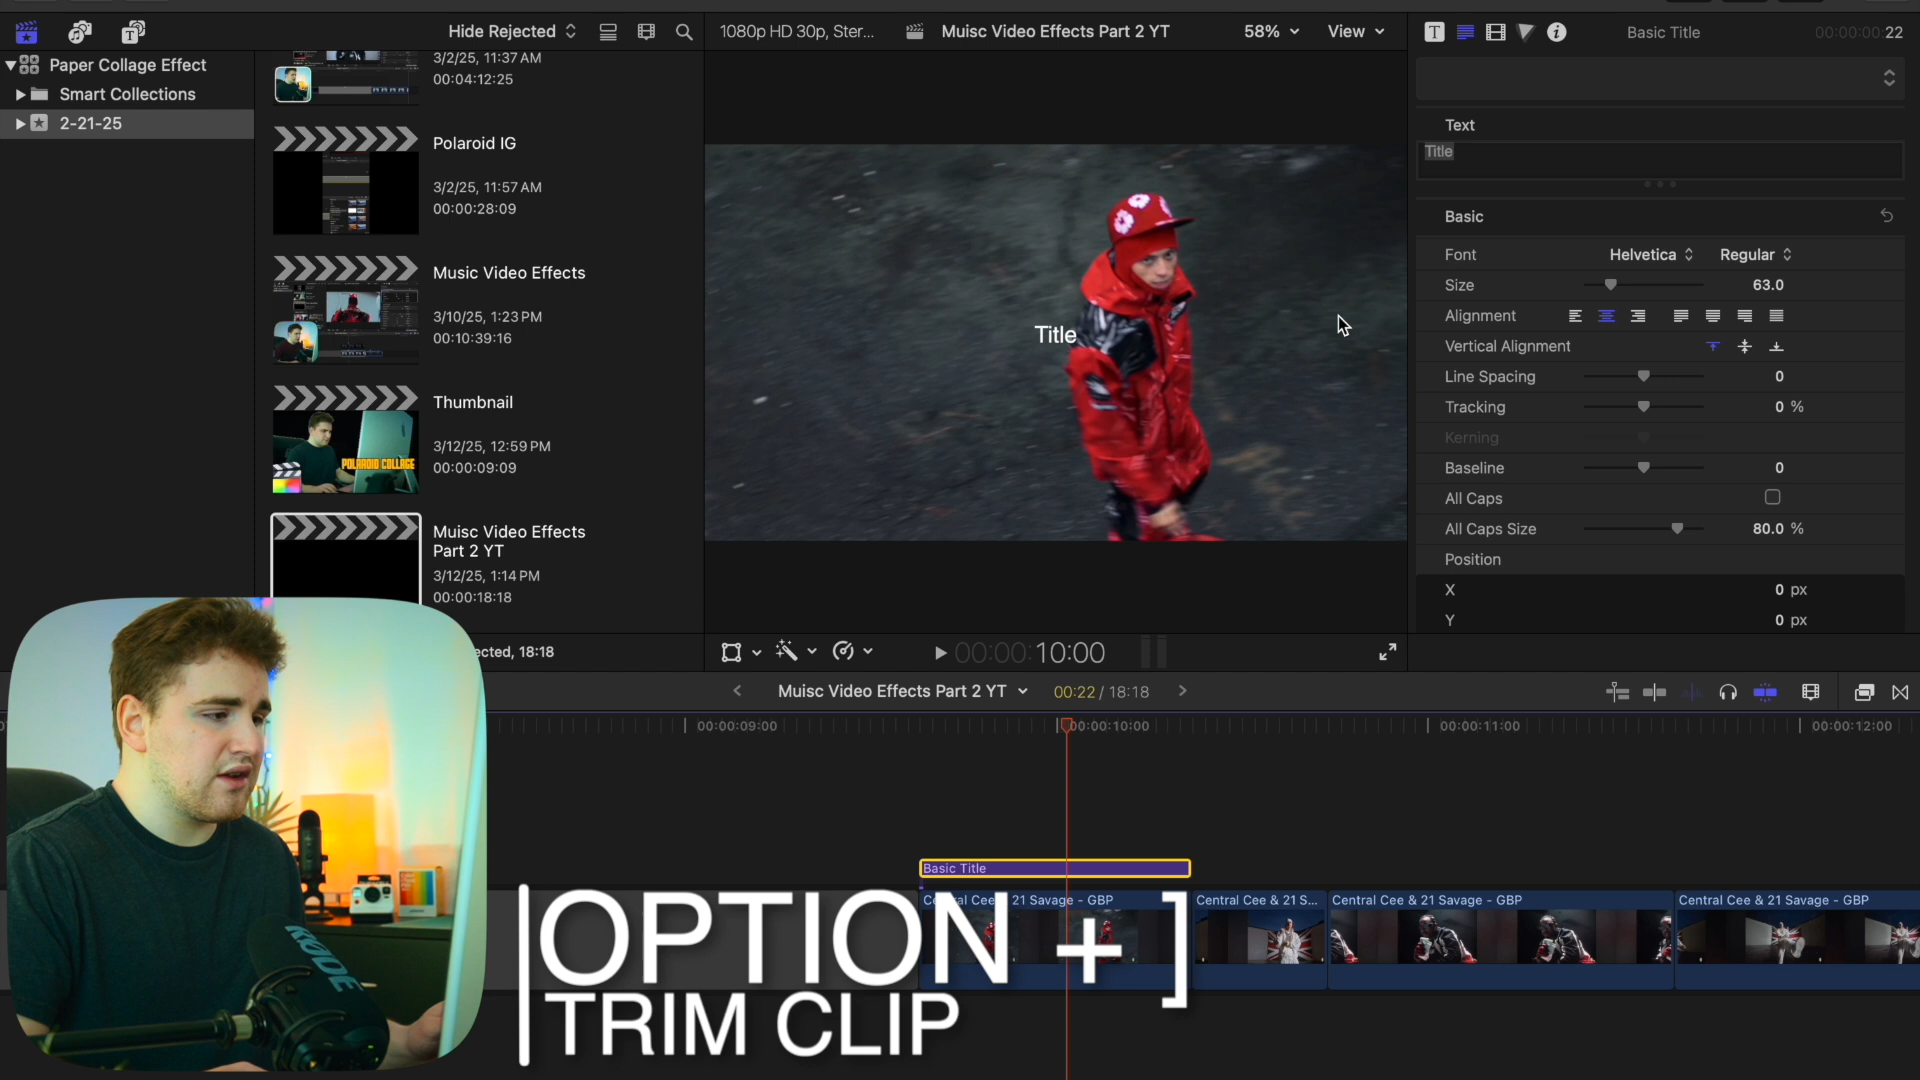 Hide Rejected
1080p HD 30p, Ster...
Muisc Video Effects Part 2 YT
58%
View
Basic Title
00:00:00:22
Paper Collage Effect
Smart Collections
2-21-25
3/2/25, 11:37 AM
00:04:12:25
Polaroid IG
3/2/25, 11:57 AM
00:00:28:09
Music Video Effects
3/10/25, 1:23 PM
00:10:39:16
Thumbnail
3/12/25, 12:59 PM
00:00:09:09
POLAROID COLLAGE
Muisc Video Effects
Part 2 YT
3/12/25, 1:14 PM
00:00:18:18
ected, 18:18
Title
Text
Title
Basic
Font
Helvetica
Regular
Size
63.0
Alignment
Vertical Alignment
Line Spacing
0
Tracking
0 %
Kerning
Baseline
0
All Caps
All Caps Size
80.0 %
Position
X
0 px
Y
0 px
00:00:10:00
Muisc Video Effects Part 2 YT
00:22 / 18:18
00:00:09:00
00:00:10:00
00:00:11:00
00:00:12:00
Basic Title
Central Cee & 21 Savage - GBP
Central Cee & 21 S...
Central Cee & 21 Savage - GBP
Central Cee & 21 Savage - GBP
OPTION + ]
TRIM CLIP
RODE